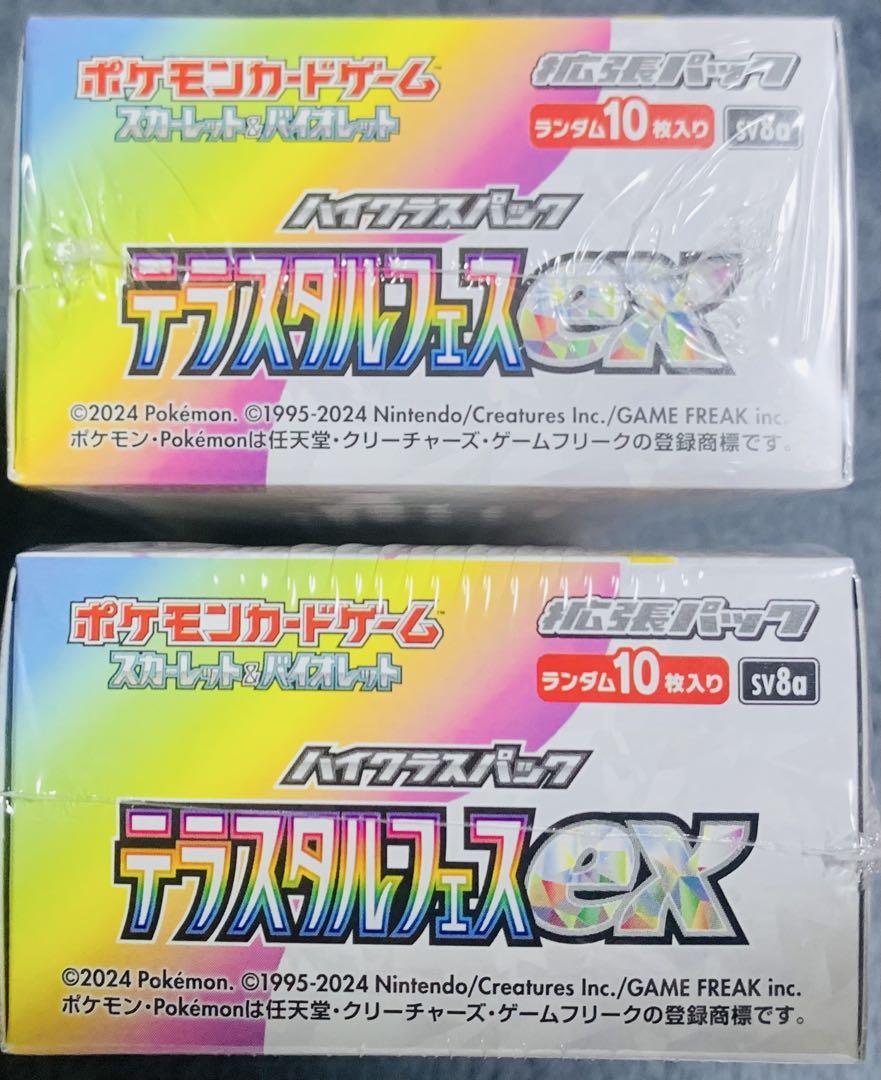 ポケモンカードゲーム
スカーレット&バイオレット
拡張パック
ランダム10枚入り sv8a
ハイクラスパック
テラスタルフェスex
©2024 Pokémon. ©1995-2024 Nintendo/Creatures Inc./GAME FREAK inc.
ポケモン・Pokémonは任天堂・クリーチャーズ・ゲームフリークの登録商標です。
ポケモンカードゲーム
スカーレット&バイオレット
拡張パック
ランダム10枚入り sv8a
ハイクラスパック
テラスタルフェスex
©2024 Pokémon. ©1995-2024 Nintendo/Creatures Inc./GAME FREAK inc.
ポケモン・Pokémonは任天堂・クリーチャーズ・ゲームフリークの登録商標です。